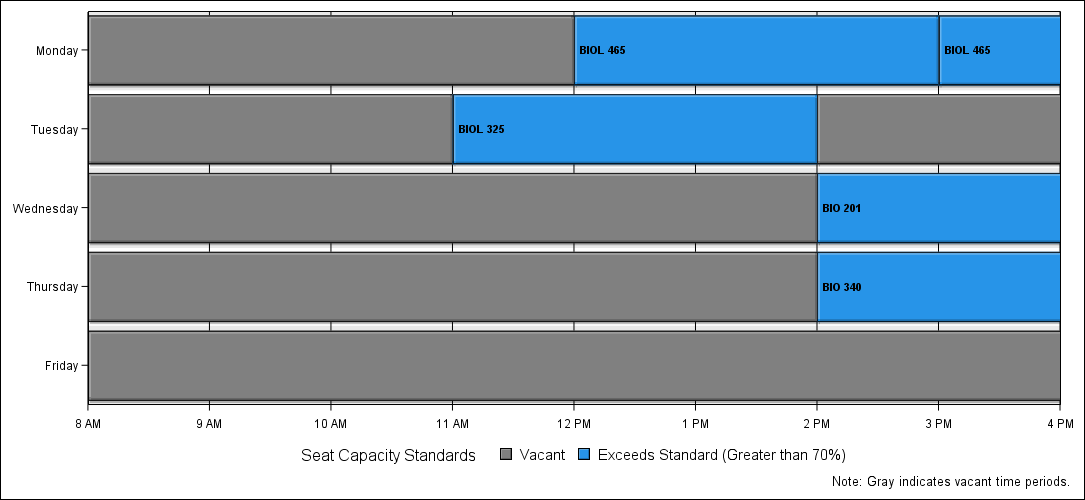 Monday
BIOL 465
BIOL 465
Tuesday
BIOL 325
Wednesday
BIO 201
Thursday
BIO 340
Friday
8 AM 9 AM 10 AM 11 AM 12 PM 1 PM 2 PM 3 PM 4 PM
Seat Capacity Standards Vacant Exceeds Standard (Greater than 70%)
Note: Gray indicates vacant time periods.